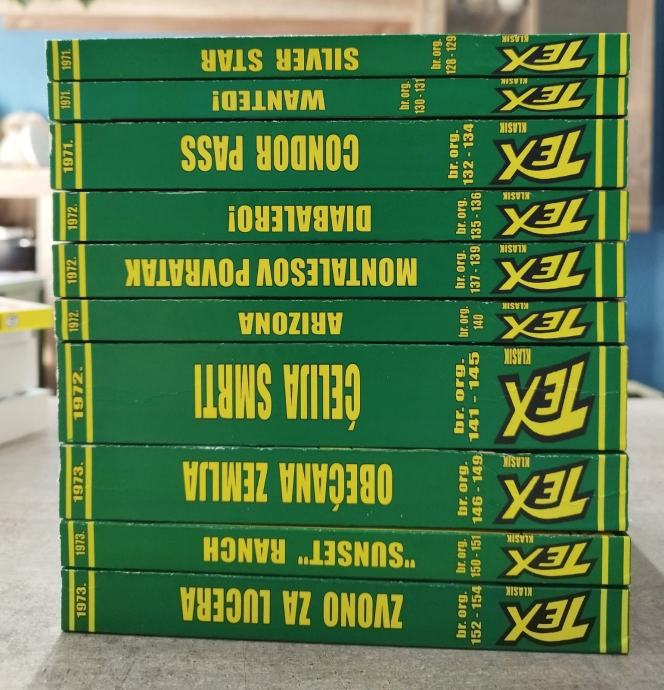 1971.
SILVER STAR
br. org.
128 - 129
KLASIK
TEX
1971.
WANTED!
br. org.
130 - 131
KLASIK
TEX
1971.
CONDOR PASS
br. org.
132 - 134
KLASIK
TEX
1972.
DIABALERO!
br. org.
135 - 136
KLASIK
TEX
1972.
MONTALESOV POVRATAK
br. org.
137 - 139
KLASIK
TEX
1972.
ARIZONA
br. org.
140
KLASIK
TEX
1972.
ĆELIJA SMRTI
br. org.
141 - 145
KLASIK
TEX
1973.
OBEĆANA ZEMLJA
br. org.
146 - 149
KLASIK
TEX
1973.
"SUNSET" RANCH
br. org.
150 - 151
KLASIK
TEX
1973.
ZVONO ZA LUCERA
br. org.
152 - 154
KLASIK
TEX